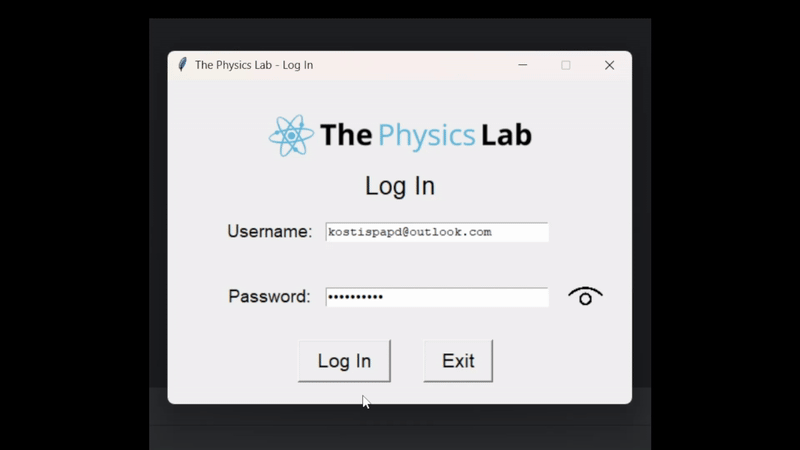 The Physics Lab - Log In
The Physics Lab
Log In
Username: kostispapd@outlook.com
Password: ••••••••••
Log In Exit